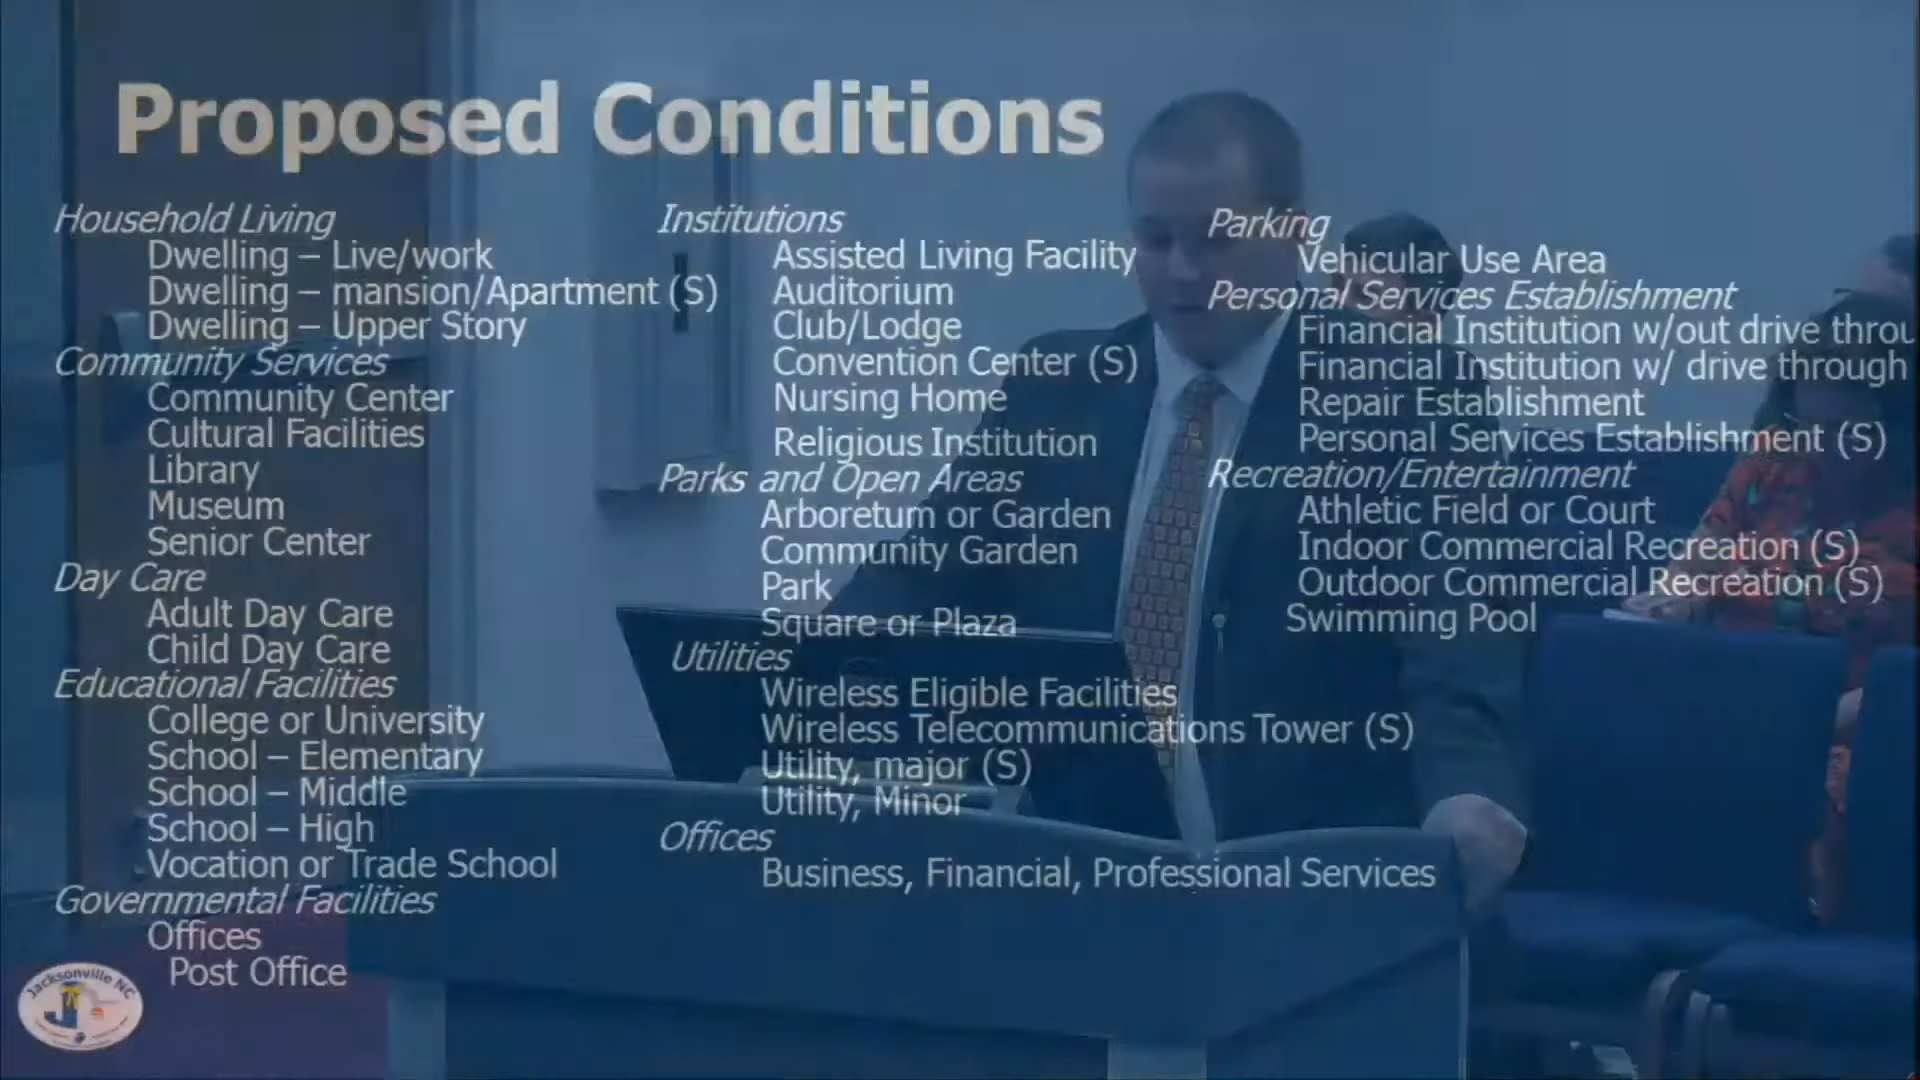 Proposed Conditions
Household Living
Dwelling – Live/work
Dwelling – mansion/Apartment (S)
Dwelling – Upper Story
Community Services
Community Center
Cultural Facilities
Library
Museum
Senior Center
Day Care
Adult Day Care
Child Day Care
Educational Facilities
College or University
School – Elementary
School – Middle
School – High
Vocation or Trade School
Governmental Facilities
Offices
Post Office
Institutions
Assisted Living Facility
Auditorium
Club/Lodge
Convention Center (S)
Nursing Home
Religious Institution
Parks and Open Areas
Arboretum or Garden
Community Garden
Park
Square or Plaza
Utilities
Wireless Eligible Facilities
Wireless Telecommunications Tower (S)
Utility, major (S)
Utility, Minor
Offices
Business, Financial, Professional Services
Parking
Vehicular Use Area
Personal Services Establishment
Financial Institution w/out drive throu
Financial Institution w/ drive through
Repair Establishment
Personal Services Establishment (S)
Recreation/Entertainment
Athletic Field or Court
Indoor Commercial Recreation (S)
Outdoor Commercial Recreation (S)
Swimming Pool
Jacksonville NC
J